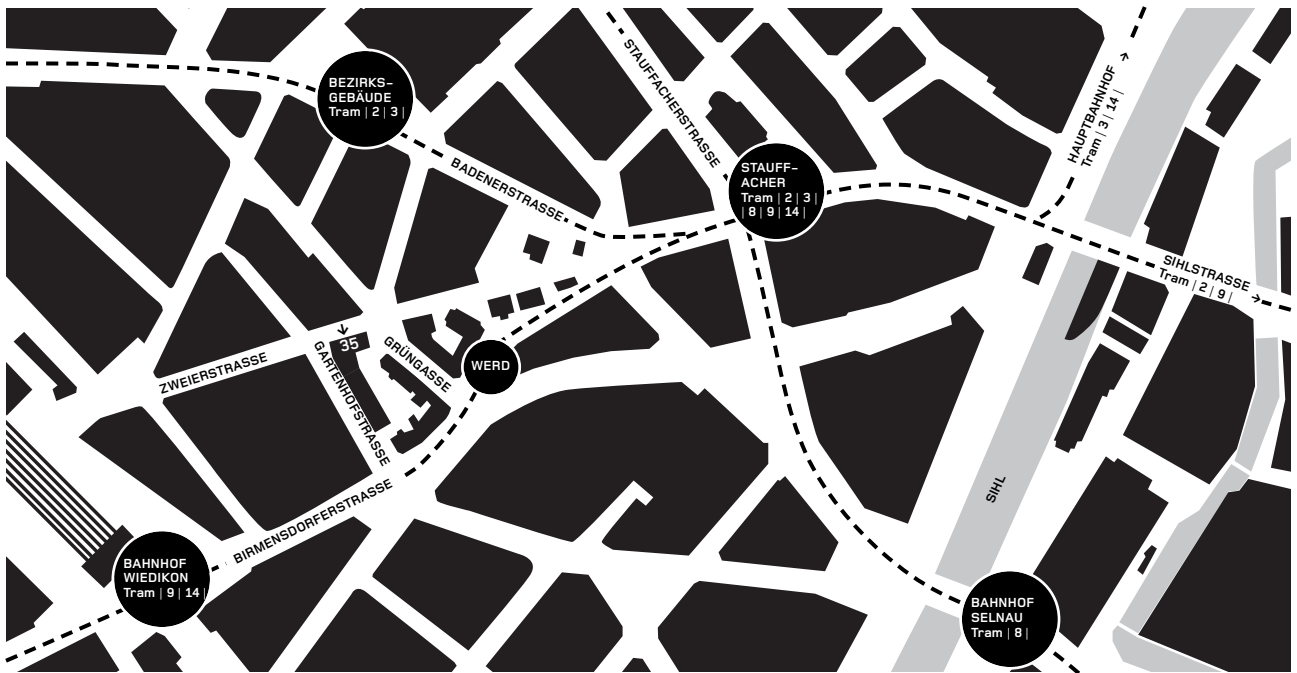 BEZIRKS–
GEBÄUDE
Tram | 2 | 3 |
BADENERSTRASSE
STAUFFACHERSTRASSE
STAUFF–
ACHER
Tram | 2 | 3 |
| 8 | 9 | 14 |
HAUPTBAHNHOF →
Tram | 3 | 14 |
SIHLSTRASSE
Tram | 2 | 9 | →
ZWEIERSTRASSE
35
GARTENHOFSTRASSE
GRÜNGASSE
WERD
BIRMENSDORFERSTRASSE
SIHL
BAHNHOF
WIEDIKON
Tram | 9 | 14 |
BAHNHOF
SELNAU
Tram | 8 |